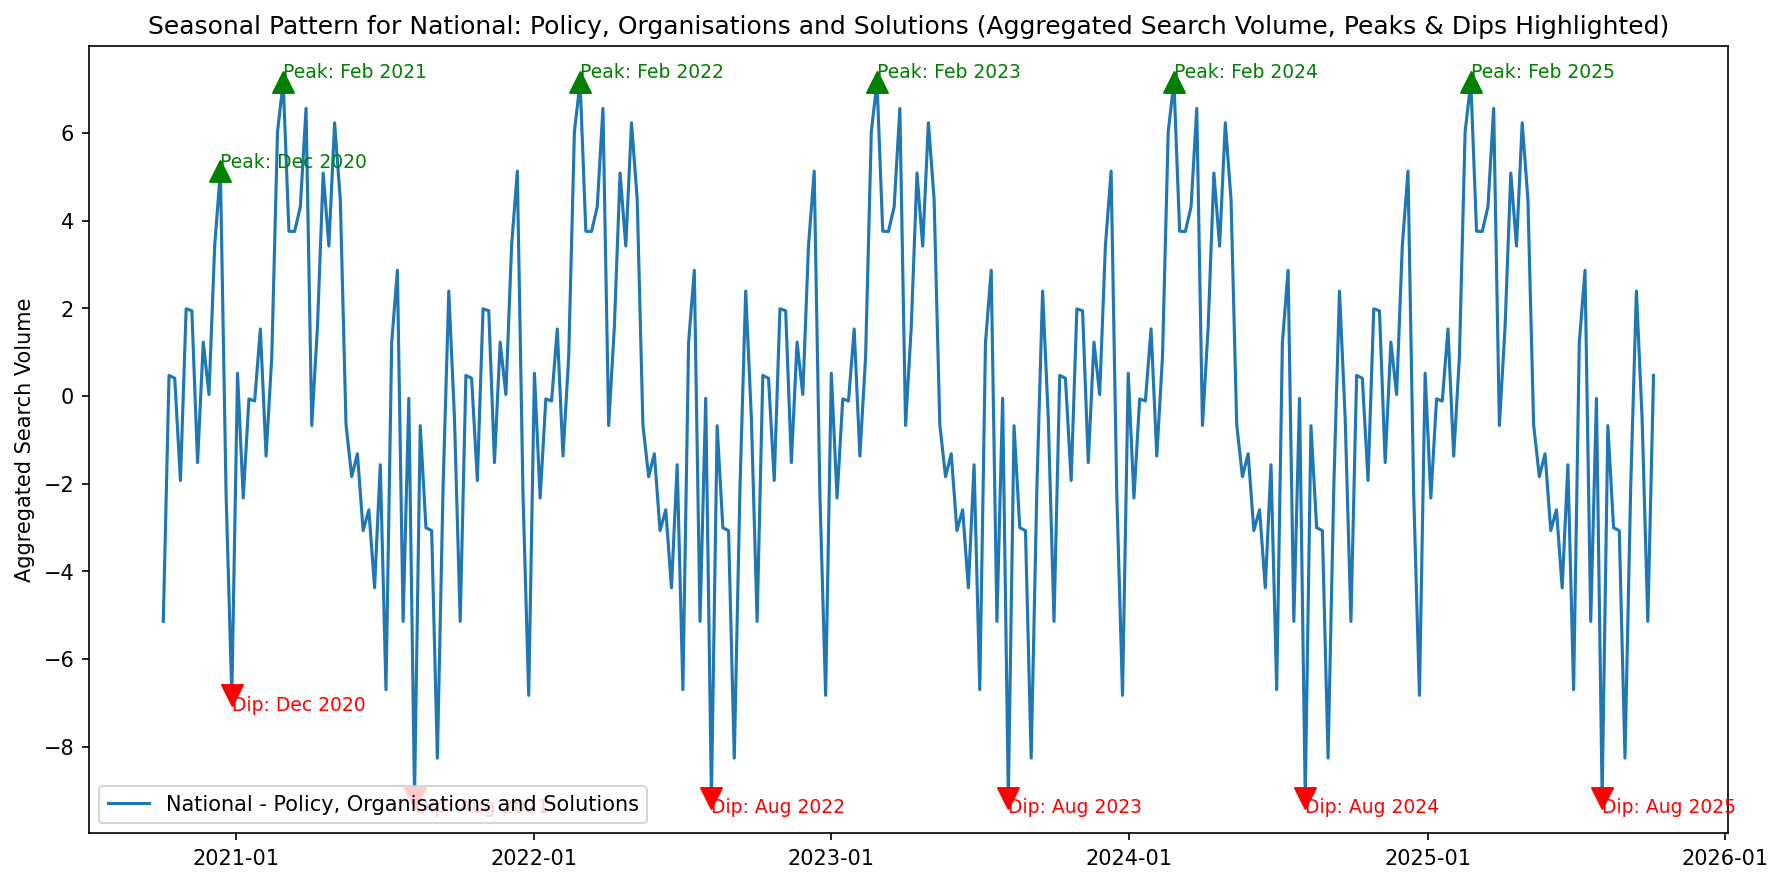 Seasonal Pattern for National: Policy, Organisations and Solutions (Aggregated Search Volume, Peaks & Dips Highlighted)
Peak: Feb 2021
Peak: Feb 2022
Peak: Feb 2023
Peak: Feb 2024
Peak: Feb 2025
Peak: Dec 2020
Aggregated Search Volume
6
4
2
0
−2
−4
−6
−8
Dip: Dec 2020
National - Policy, Organisations and Solutions
Dip: Aug 2021
Dip: Aug 2022
Dip: Aug 2023
Dip: Aug 2024
Dip: Aug 2025
2021-01
2022-01
2023-01
2024-01
2025-01
2026-01